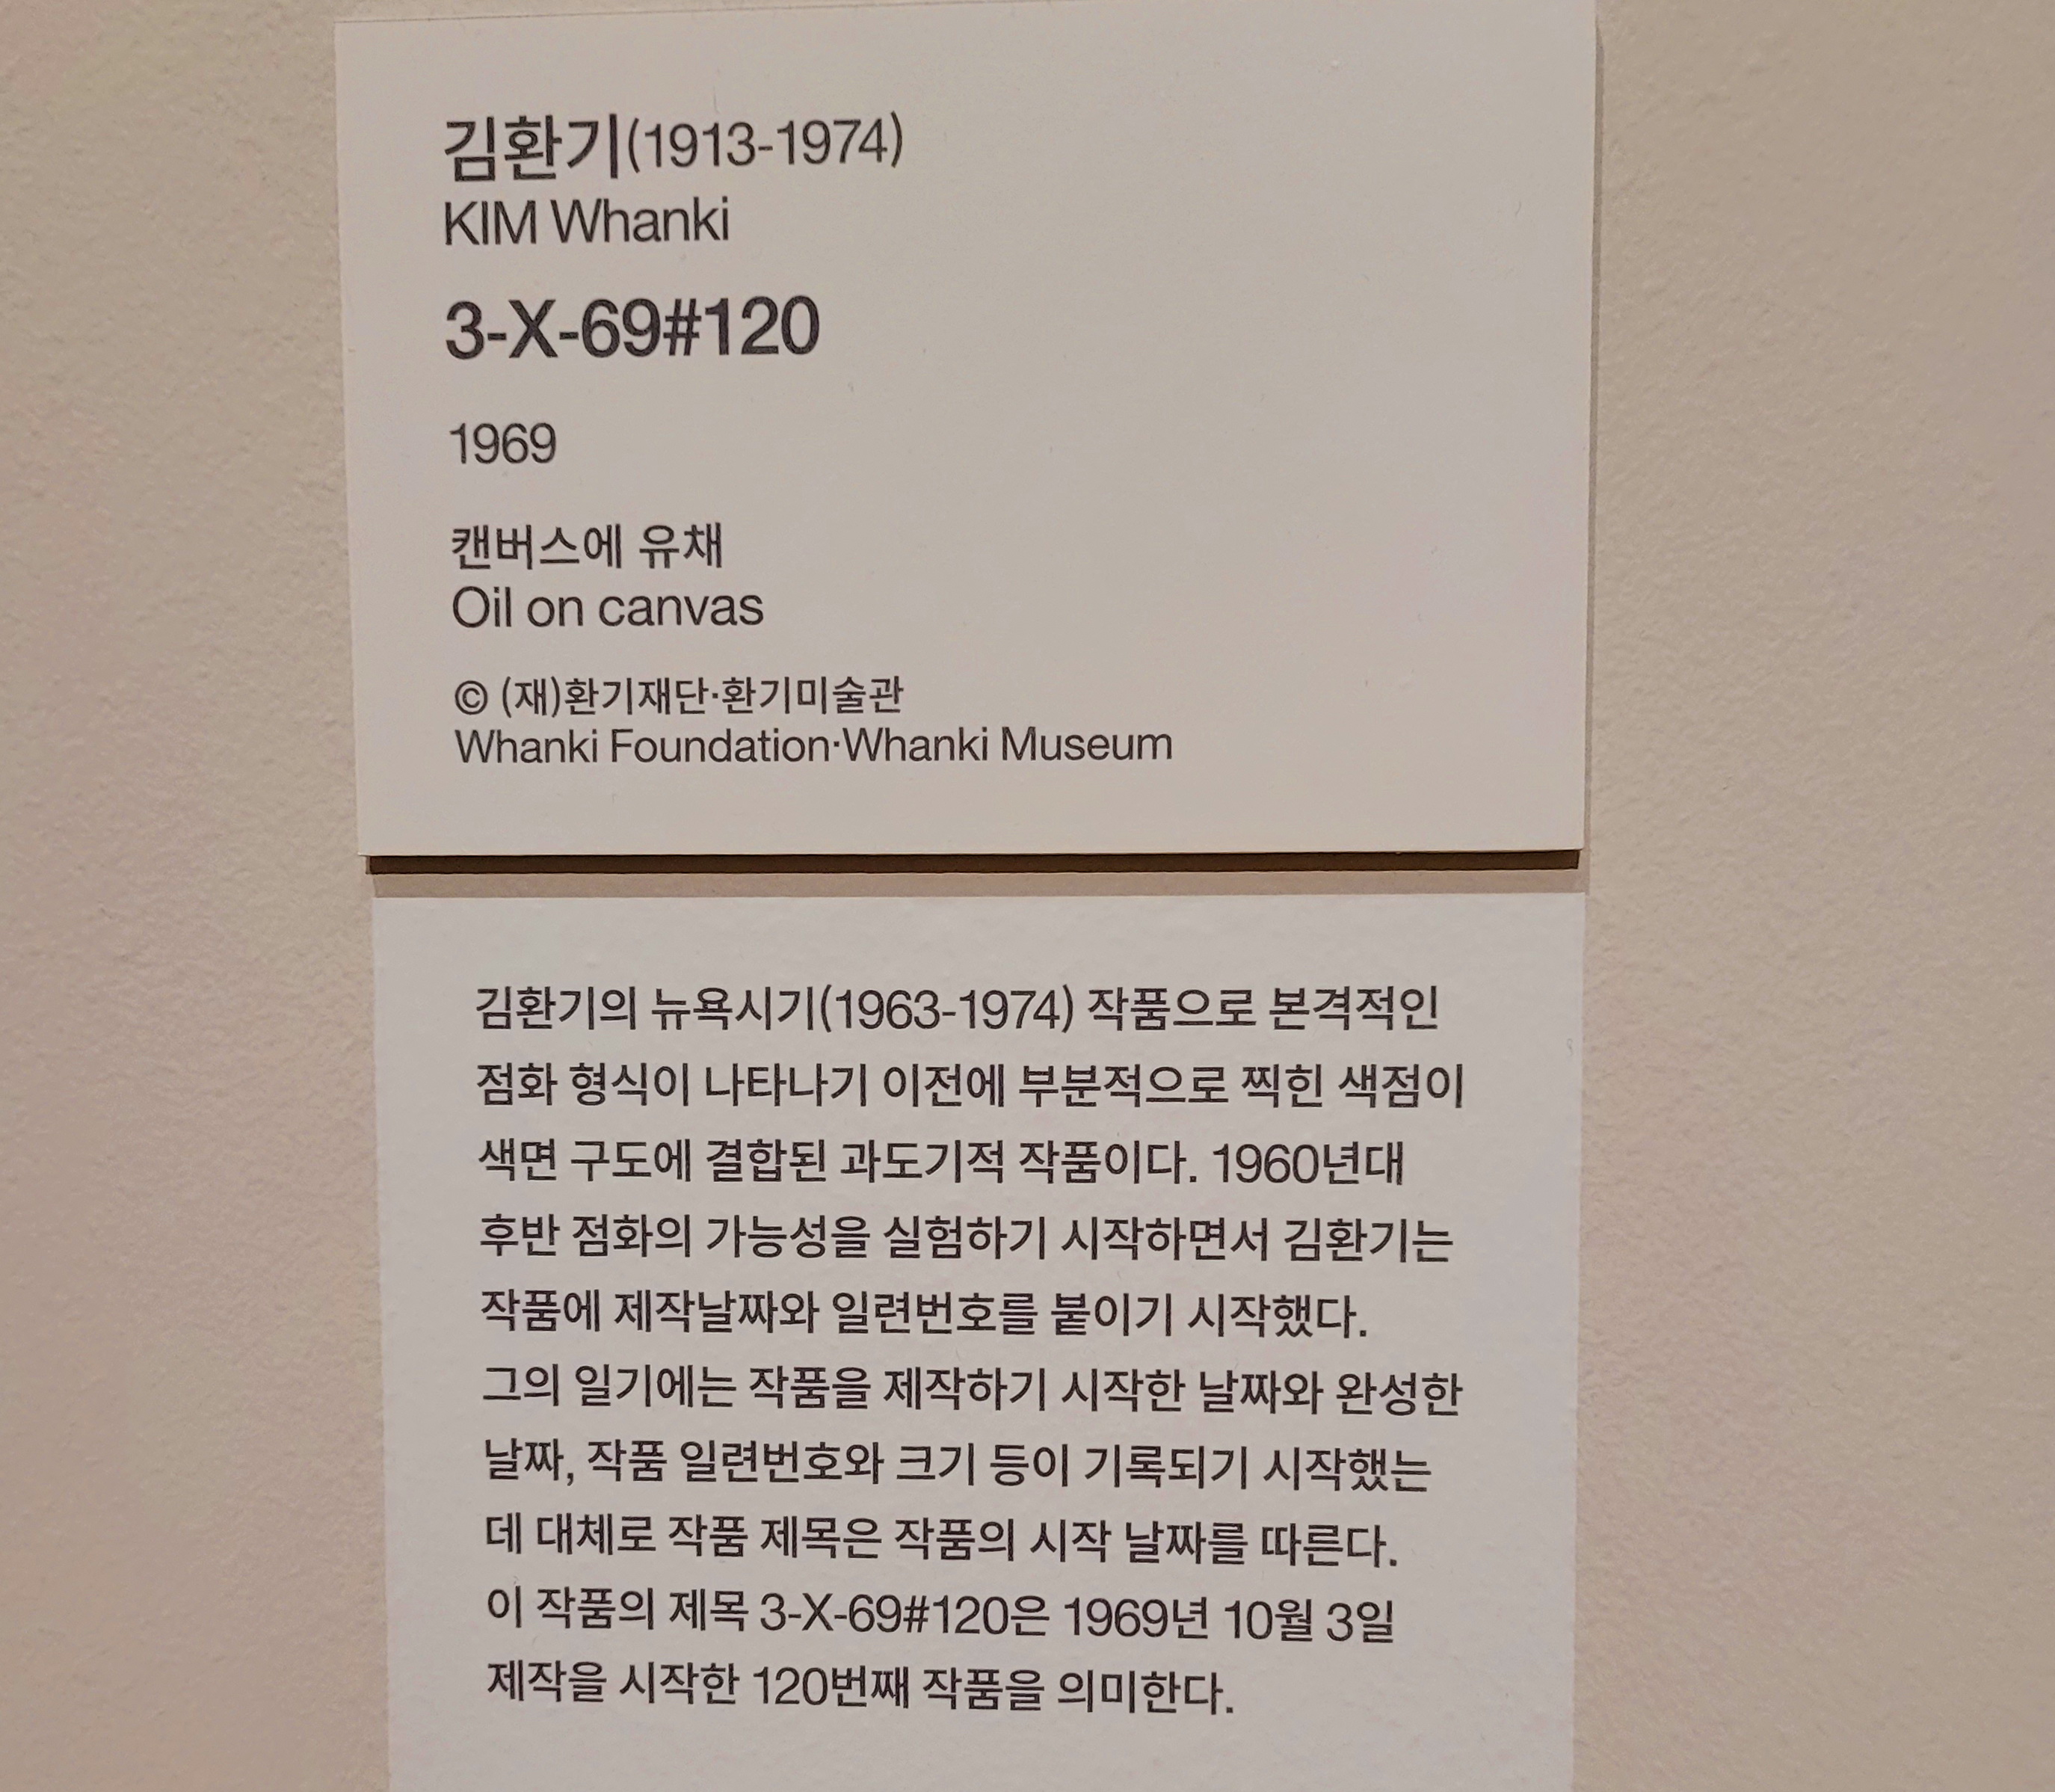 김환기(1913-1974)
KIM Whanki
3-X-69#120
1969
캔버스에 유채
Oil on canvas
© (재)환기재단·환기미술관
Whanki Foundation·Whanki Museum
김환기의 뉴욕시기(1963-1974) 작품으로 본격적인
점화 형식이 나타나기 이전에 부분적으로 찍힌 색점이
색면 구도에 결합된 과도기적 작품이다. 1960년대
후반 점화의 가능성을 실험하기 시작하면서 김환기는
작품에 제작날짜와 일련번호를 붙이기 시작했다.
그의 일기에는 작품을 제작하기 시작한 날짜와 완성한
날짜, 작품 일련번호와 크기 등이 기록되기 시작했는
데 대체로 작품 제목은 작품의 시작 날짜를 따른다.
이 작품의 제목 3-X-69#120은 1969년 10월 3일
제작을 시작한 120번째 작품을 의미한다.